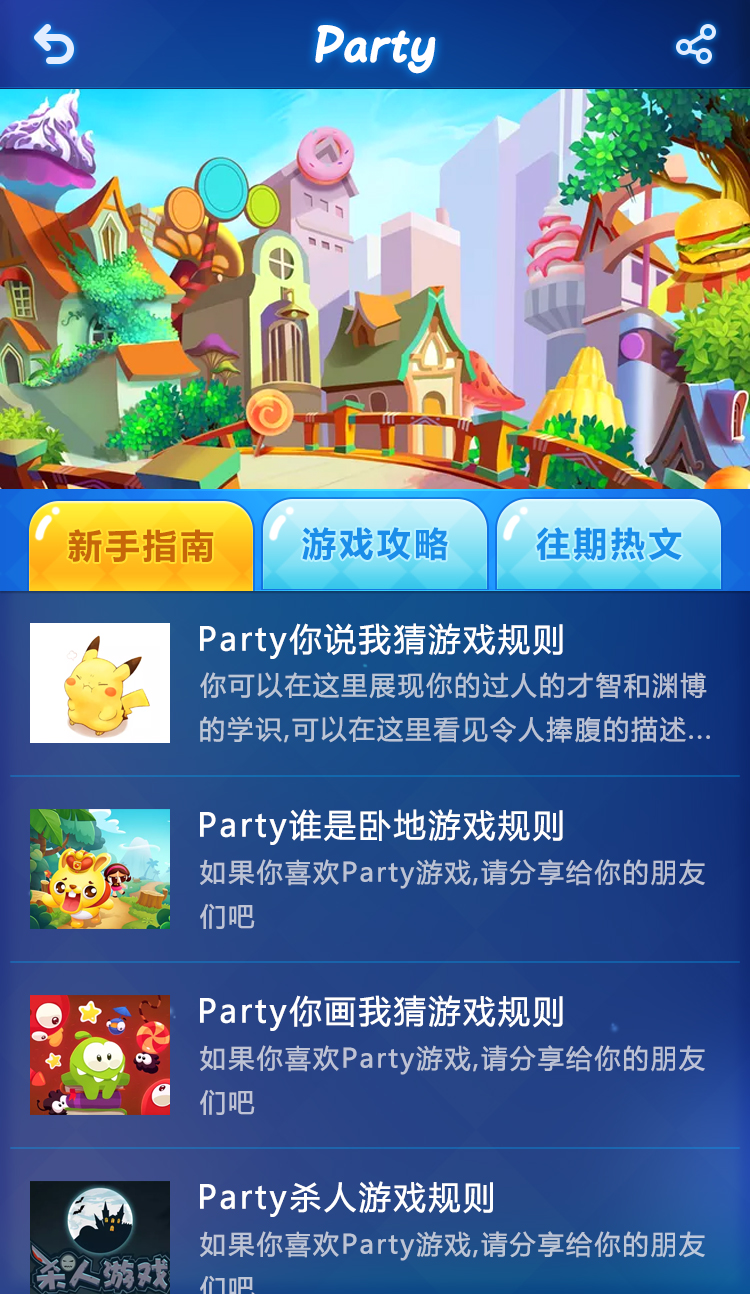 Party
新手指南
游戏攻略
往期热文
Party你说我猜游戏规则
你可以在这里展现你的过人的才智和渊博
的学识,可以在这里看见令人捧腹的描述...
Party谁是卧地游戏规则
如果你喜欢Party游戏,请分享给你的朋友
们吧
Party你画我猜游戏规则
如果你喜欢Party游戏,请分享给你的朋友
们吧
Party杀人游戏规则
杀人游戏
如果你喜欢Party游戏,请分享给你的朋友
们吧